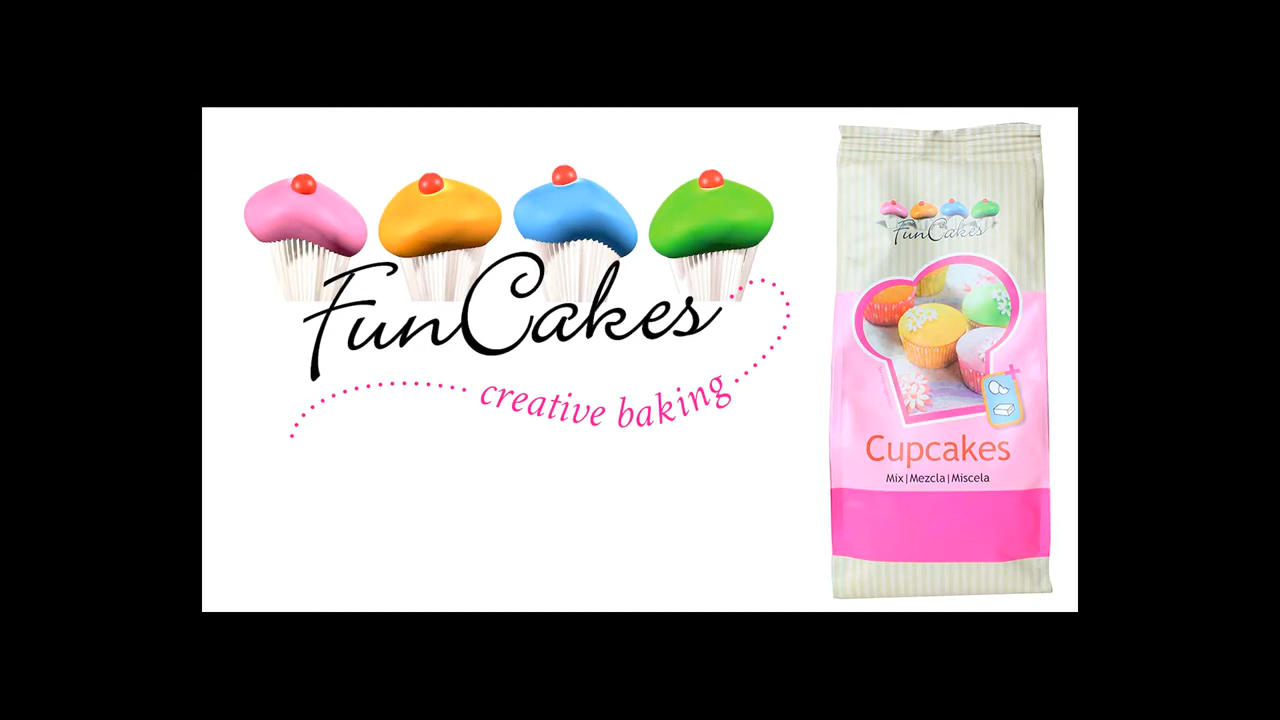 FunCakes
creative baking
FunCakes
Cupcakes
Mix|Mezcla|Miscela